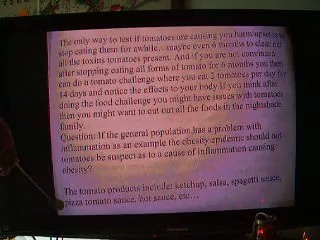 The only way to test if tomatoes are causing you harm/upset is to
stop eating them for awhile... maybe even 6 months to clear out
all the toxins tomatoes present. And if you are not convinced
after stopping eating all forms of tomato for 6 months you then
can do a tomato challenge where you eat 2 tomatoes per day for
14 days and notice the effects to your body if you think after
doing the food challenge you might have issues with tomatoes
then you might want to cut out all the foods in the nightshade
family.
Question: If the general population has a problem with
inflammation as an example the obesity epidemic should not
tomatoes be suspect as to a cause of inflammation causing
obesity?
The tomato products include: ketchup, salsa, spagetti sauce,
pizza tomato sauce, hot sauce, etc...